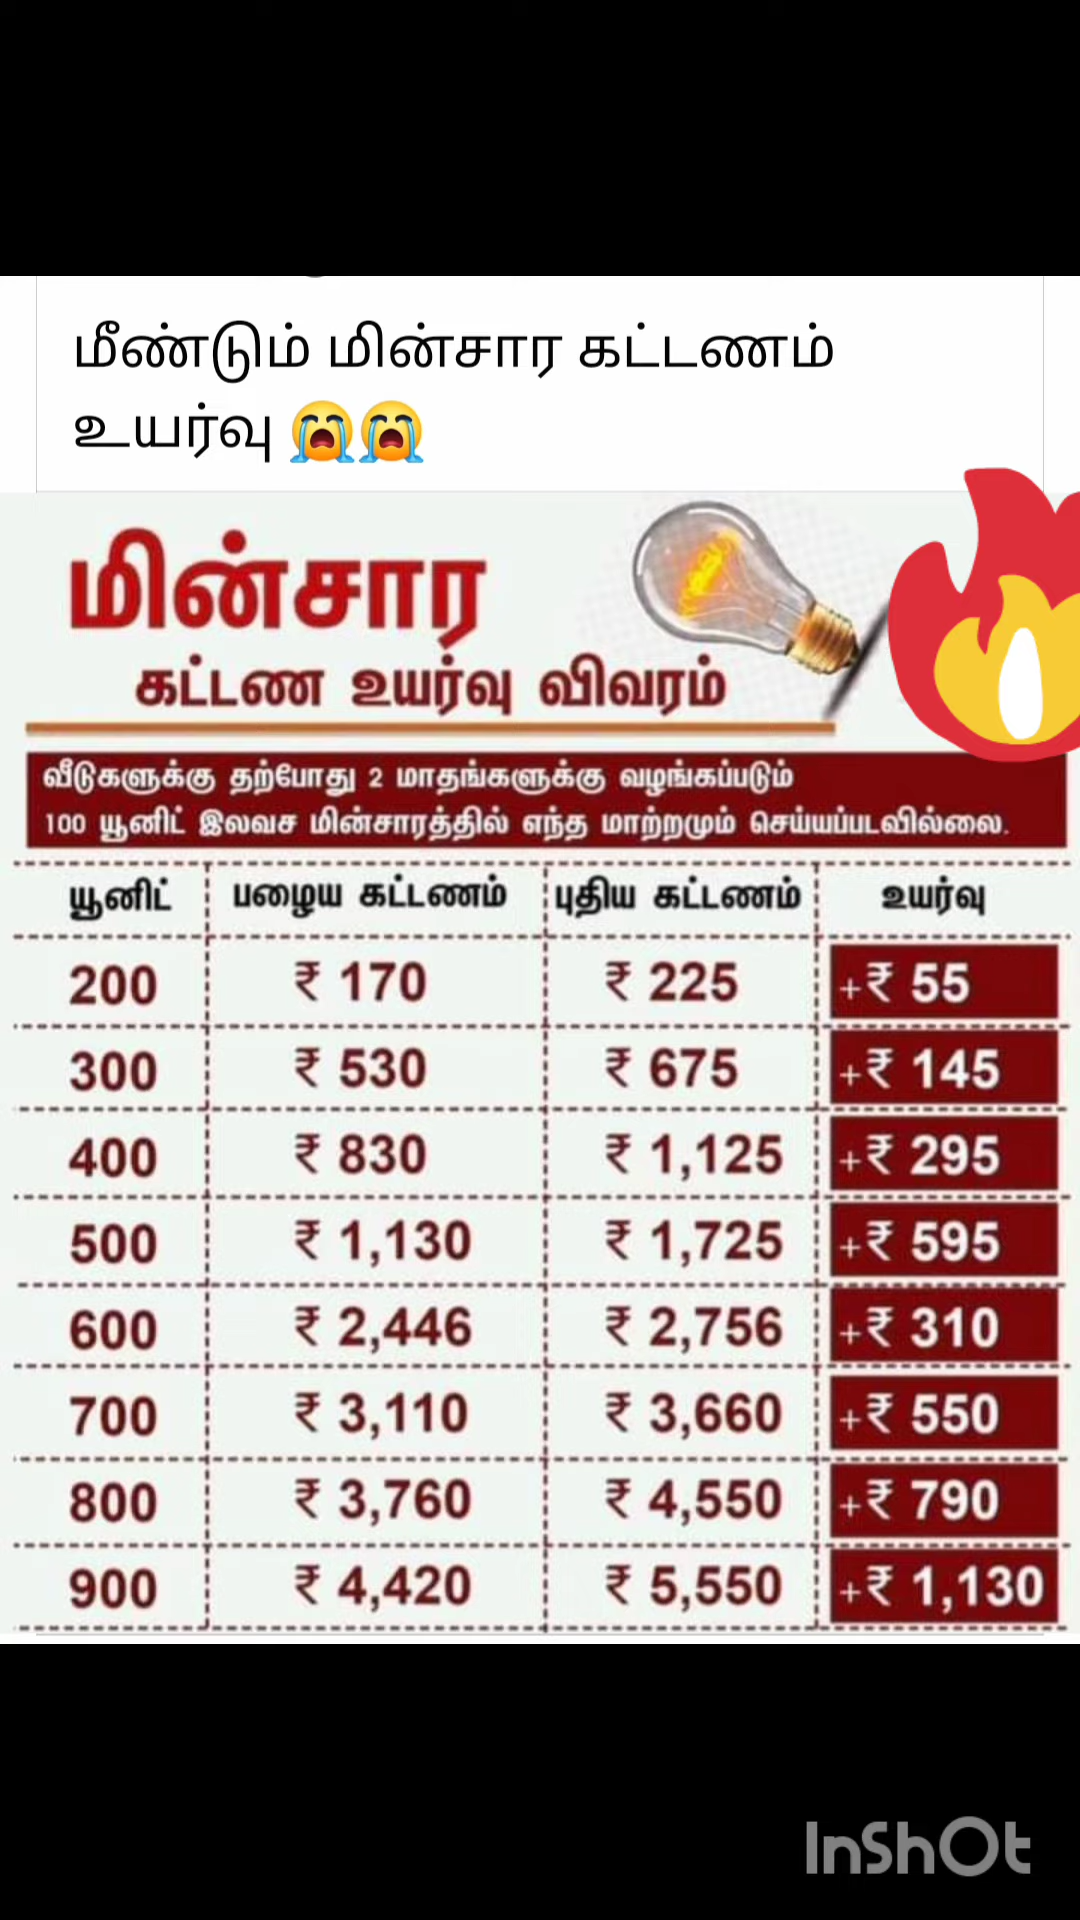 மீண்டும் மின்சார கட்டணம்
உயர்வு 😭😭
மின்சார
கட்டண உயர்வு விவரம்
வீடுகளுக்கு தற்போது 2 மாதங்களுக்கு வழங்கப்படும்
100 யூனிட் இலவச மின்சாரத்தில் எந்த மாற்றமும் செய்யப்படவில்லை.
யூனிட் பழைய கட்டணம் புதிய கட்டணம் உயர்வு
200 ₹ 170 ₹ 225 +₹ 55
300 ₹ 530 ₹ 675 +₹ 145
400 ₹ 830 ₹ 1,125 +₹ 295
500 ₹ 1,130 ₹ 1,725 +₹ 595
600 ₹ 2,446 ₹ 2,756 +₹ 310
700 ₹ 3,110 ₹ 3,660 +₹ 550
800 ₹ 3,760 ₹ 4,550 +₹ 790
900 ₹ 4,420 ₹ 5,550 +₹ 1,130
InShOt